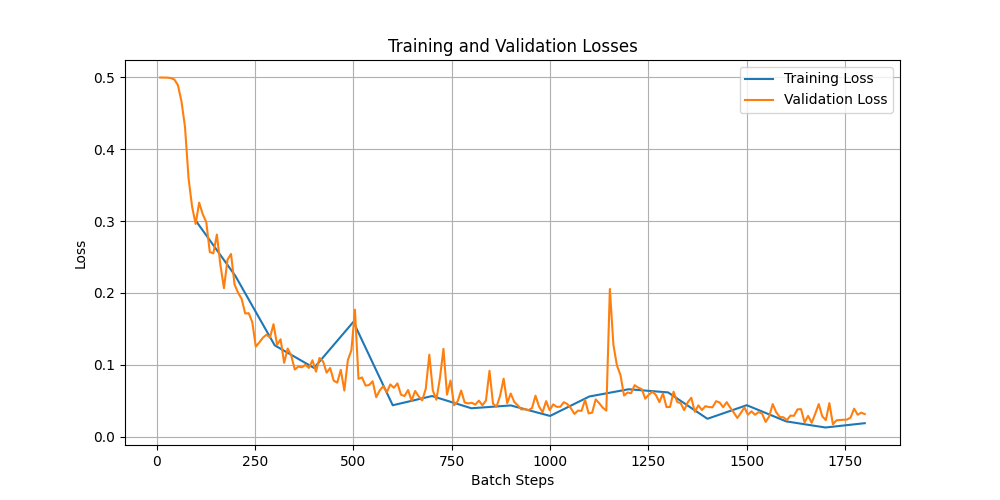 Training and Validation Losses
Training Loss
Validation Loss
Loss
0.5
0.4
0.3
0.2
0.1
0.0
0 250 500 750 1000 1250 1500 1750
Batch Steps